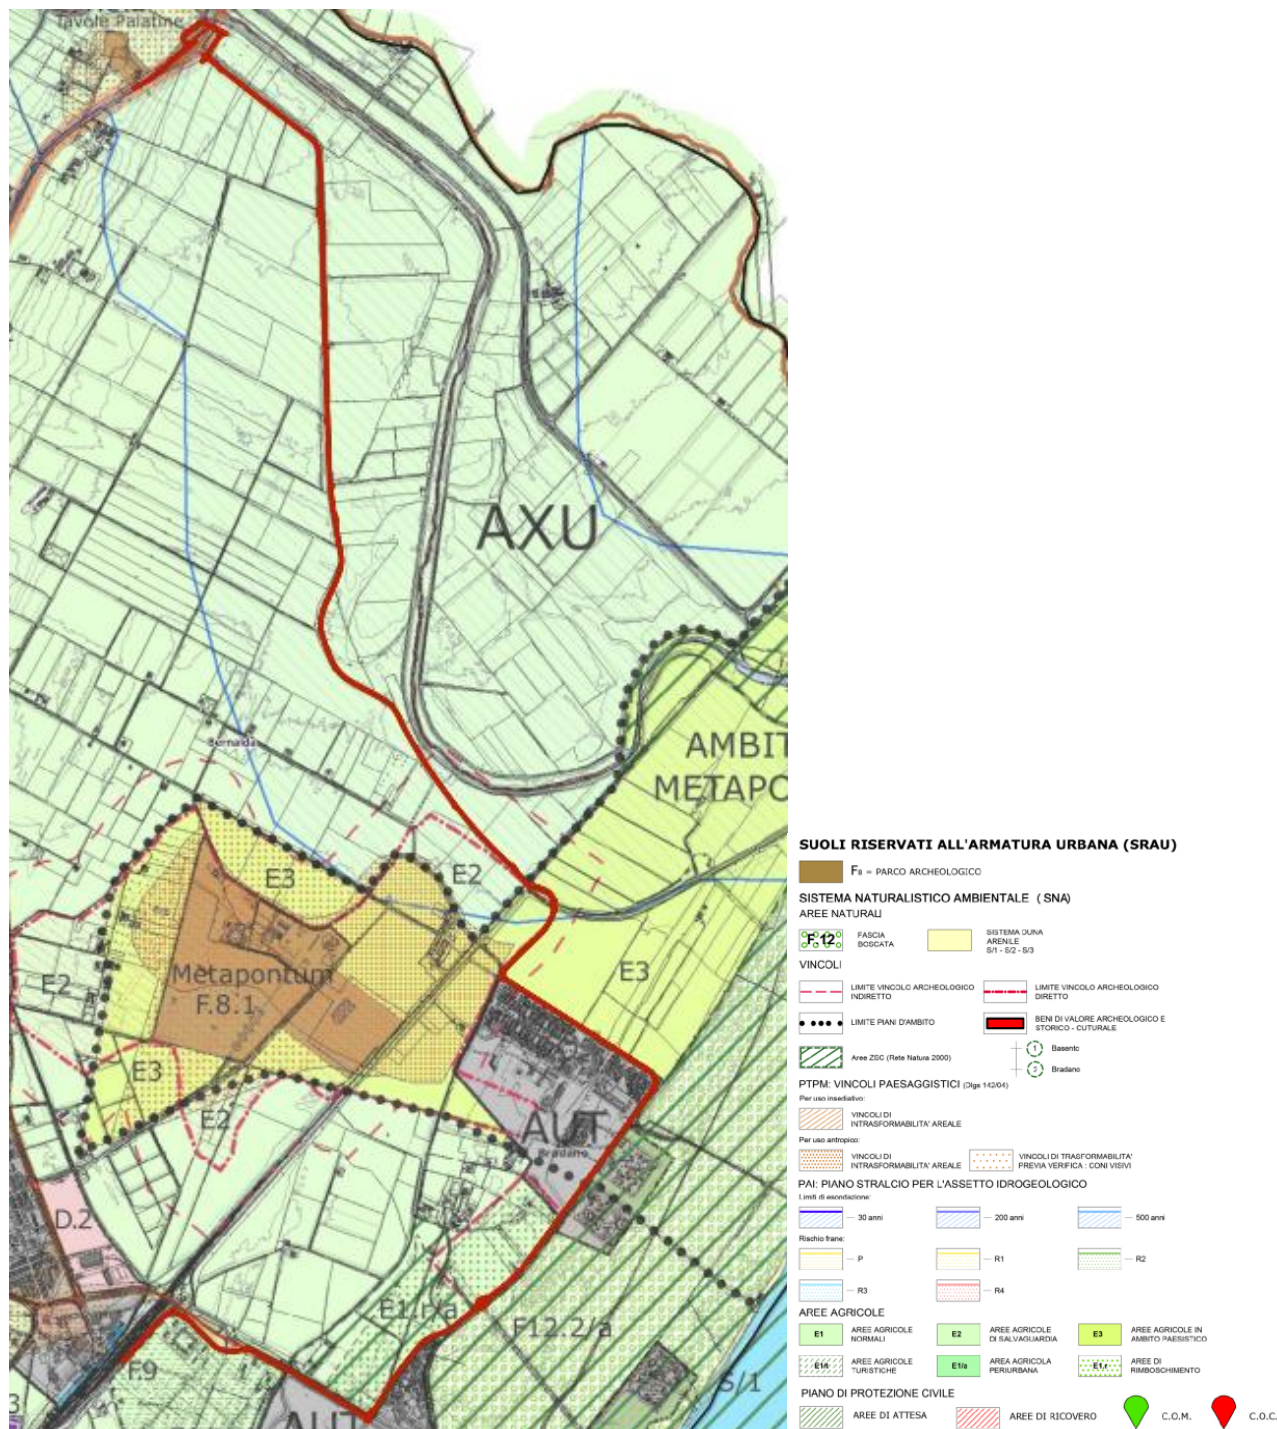 Tavole Palatine
AXU
Bernalda
AMBIT
METAPO
E3
E2
Metapontum
F.8.1
E3
E2
E3
E2
AUT
Bradano
D.2
E1.r/a
F12.2/a
F.9
S/1
3
AUT
SUOLI RISERVATI ALL'ARMATURA URBANA (SRAU)
F8 = PARCO ARCHEOLOGICO
SISTEMA NATURALISTICO AMBIENTALE ( SNA)
AREE NATURALI
F.12
FASCIA
BOSCATA
SISTEMA DUNA
ARENILE
S/1 - S/2 - S/3
VINCOLI
LIMITE VINCOLO ARCHEOLOGICO
INDIRETTO
LIMITE VINCOLO ARCHEOLOGICO
DIRETTO
LIMITE PIANI D'AMBITO
BENI DI VALORE ARCHEOLOGICO E
STORICO - CUTURALE
Aree ZSC (Rete Natura 2000)
1 Basento
2 Bradano
PTPM: VINCOLI PAESAGGISTICI (Dlgs 142/04)
Per uso insediativo:
VINCOLI DI
INTRASFORMABILITA' AREALE
Per uso antropico:
VINCOLI DI
INTRASFORMABILITA' AREALE
VINCOLI DI TRASFORMABILITA'
PREVIA VERIFICA : CONI VISIVI
PAI: PIANO STRALCIO PER L'ASSETTO IDROGEOLOGICO
Limiti di esondazione:
— 30 anni
— 200 anni
— 500 anni
Rischio frane:
— P
— R1
— R2
— R3
— R4
AREE AGRICOLE
E1
AREE AGRICOLE
NORMALI
E2
AREE AGRICOLE
DI SALVAGUARDIA
E3
AREE AGRICOLE IN
AMBITO PAESISTICO
E1/t
AREE AGRICOLE
TURISTICHE
E1/a
AREA AGRICOLA
PERIURBANA
E1.r
AREE DI
RIMBOSCHIMENTO
PIANO DI PROTEZIONE CIVILE
AREE DI ATTESA
AREE DI RICOVERO
C.O.M.
C.O.C.